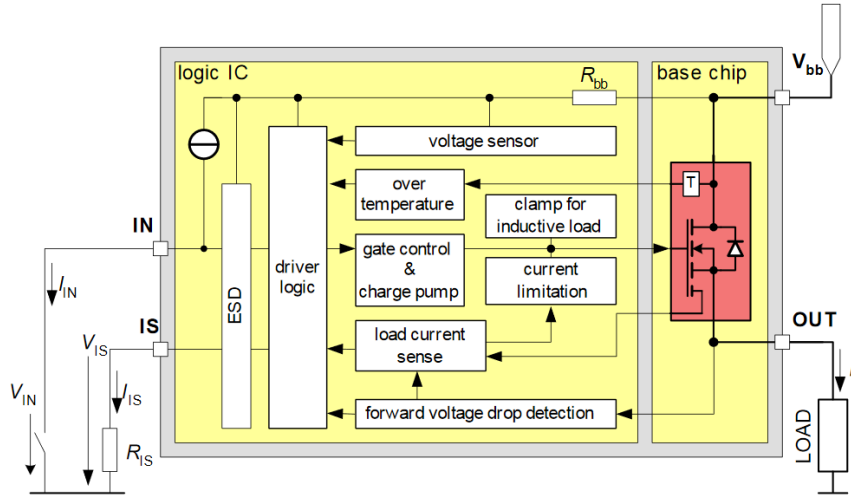 logic IC
base chip
V_bb
R_bb
voltage sensor
over
temperature
T
clamp for
inductive load
IN
gate control
&
charge pump
driver
logic
ESD
current
limitation
I_IN
IS
load current
sense
OUT
V_IS
V_IN
I_IS
forward voltage drop detection
R_IS
LOAD